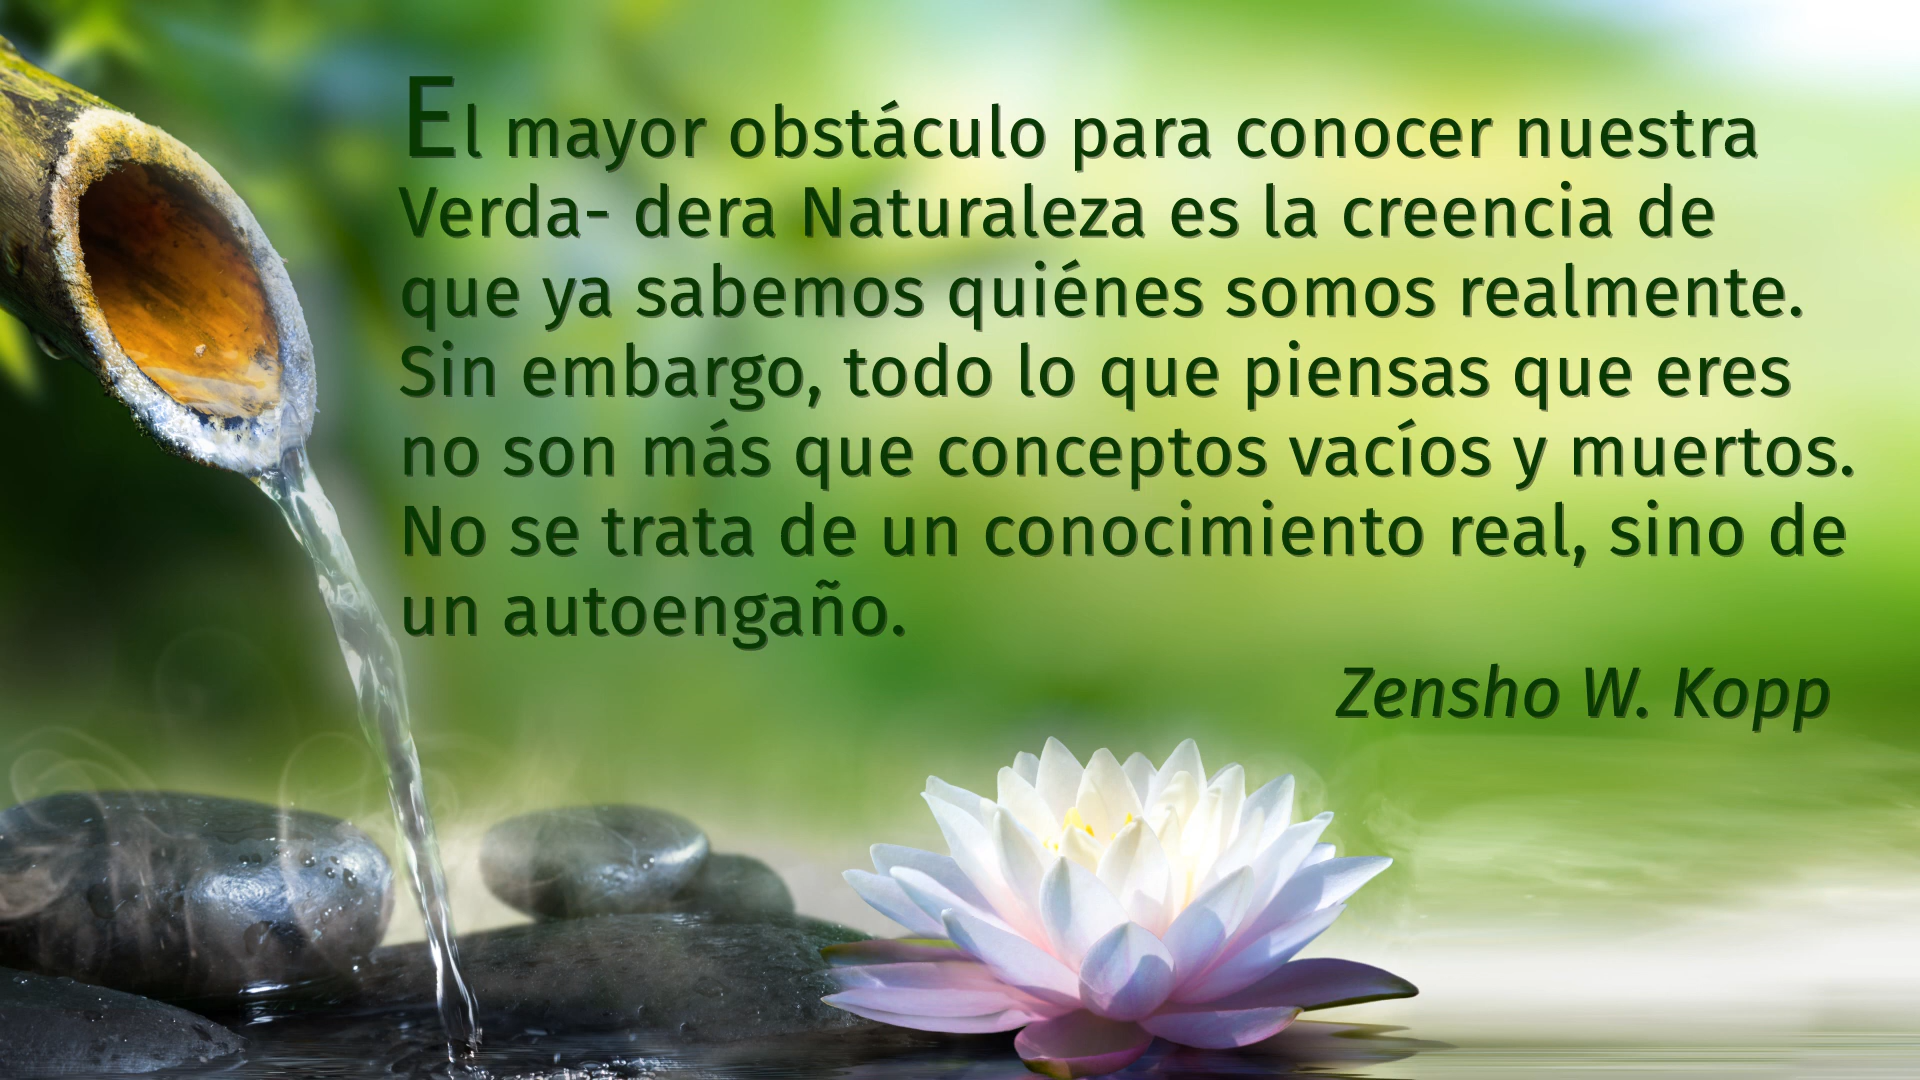 El mayor obstáculo para conocer nuestra
Verda- dera Naturaleza es la creencia de
que ya sabemos quiénes somos realmente.
Sin embargo, todo lo que piensas que eres
no son más que conceptos vacíos y muertos.
No se trata de un conocimiento real, sino de
un autoengaño.
Zensho W. Kopp